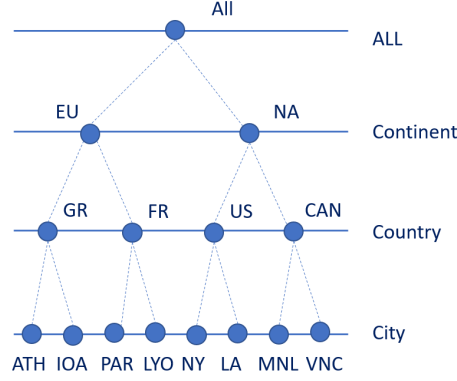 All
ALL
EU
NA
Continent
GR
FR
US
CAN
Country
City
ATH IOA PAR LYO NY LA MNL VNC